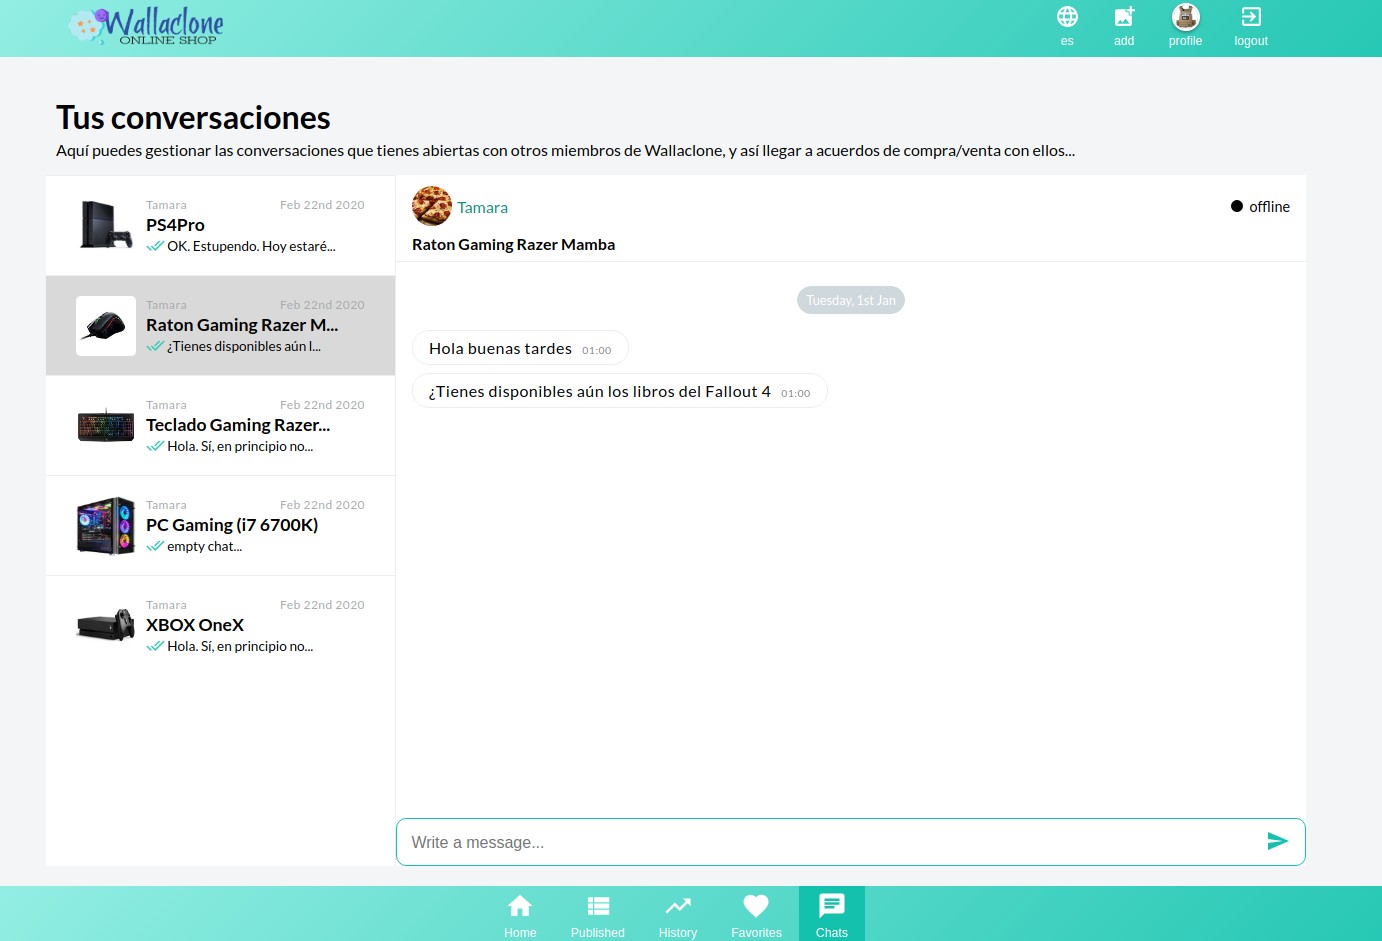 Wallaclone
ONLINE SHOP
es
add
profile
logout
Tus conversaciones
Aquí puedes gestionar las conversaciones que tienes abiertas con otros miembros de Wallaclone, y así llegar a acuerdos de compra/venta con ellos...
Tamara Feb 22nd 2020
PS4Pro
OK. Estupendo. Hoy estaré...
Tamara Feb 22nd 2020
Raton Gaming Razer M...
¿Tienes disponibles aún l...
Tamara Feb 22nd 2020
Teclado Gaming Razer...
Hola. Sí, en principio no...
Tamara Feb 22nd 2020
PC Gaming (i7 6700K)
empty chat...
Tamara Feb 22nd 2020
XBOX OneX
Hola. Sí, en principio no...
Tamara
offline
Raton Gaming Razer Mamba
Tuesday, 1st Jan
Hola buenas tardes 01:00
¿Tienes disponibles aún los libros del Fallout 4 01:00
Write a message...
Home
Published
History
Favorites
Chats